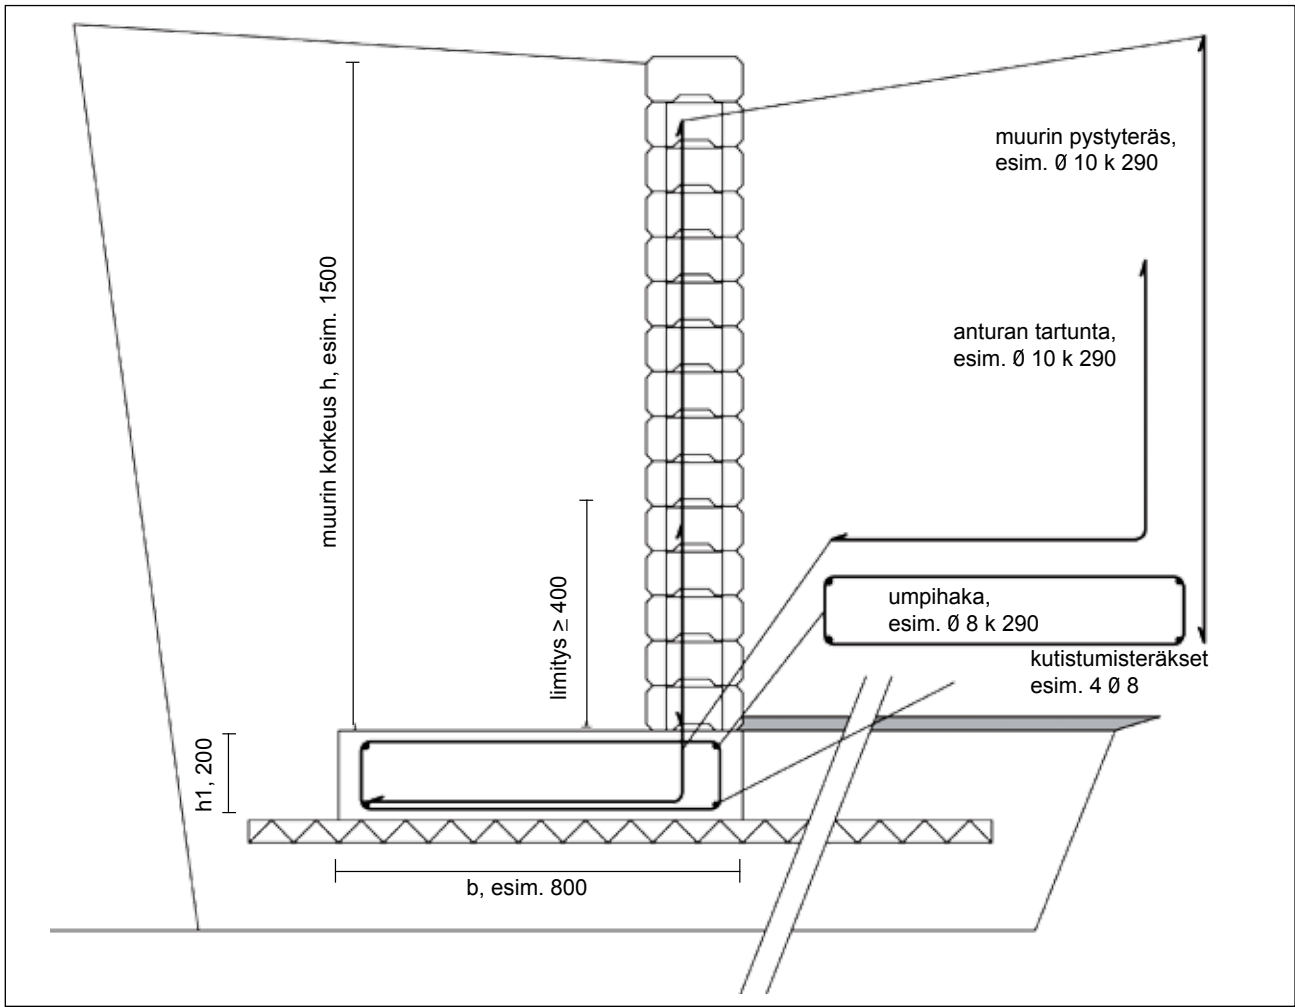 muurin pystyteräs,
esim. Ø 10 k 290
muurin korkeus h, esim. 1500
anturan tartunta,
esim. Ø 10 k 290
limitys ≥ 400
umpihaka,
esim. Ø 8 k 290
kutistumisteräkset
esim. 4 Ø 8
h1, 200
b, esim. 800